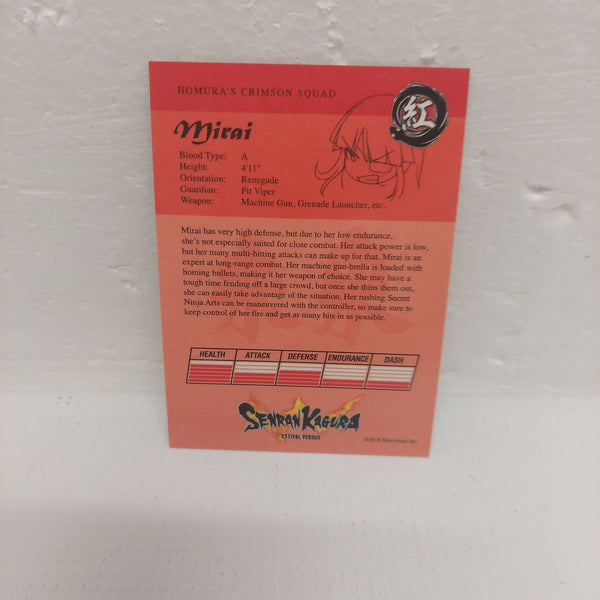 HOMURA'S CRIMSON SQUAD
紅
Mirai
Blood Type: A
Height: 4'11"
Orientation: Renegade
Guardian: Pit Viper
Weapon: Machine Gun, Grenade Launcher, etc.
Mirai has very high defense, but due to her low endurance,
she's not especially suited for close combat. Her attack power is low,
but her many multi-hitting attacks can make up for that. Mirai is an
expert at long-range combat. Her machine gun-brella is loaded with
homing bullets, making it her weapon of choice. She may have a
tough time fending off a large crowd, but once she thins them out,
she can easily take advantage of the situation. Her rushing Secret
Ninja Arts can be maneuvered with the controller, so make sure to
keep control of her fire and get as many hits in as possible.
HEALTH ATTACK DEFENSE ENDURANCE DASH
SENRAN KAGURA
ESTIVAL VERSUS
Marvelous Inc.